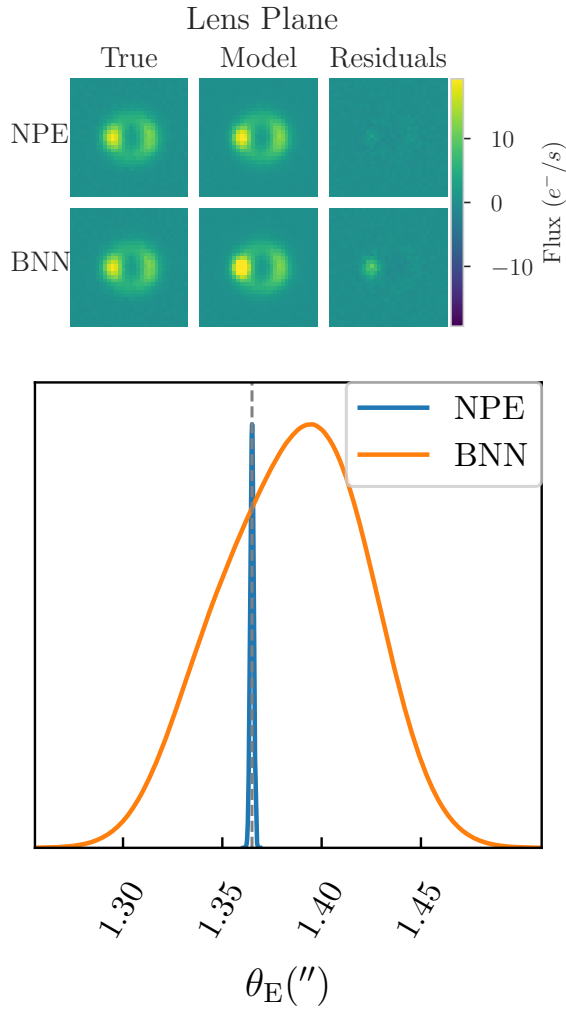 Lens Plane
True Model Residuals
NPE
BNN
10
0
−10
Flux (e⁻/s)
NPE
BNN
1.30
1.35
1.40
1.45
θ_E(″)